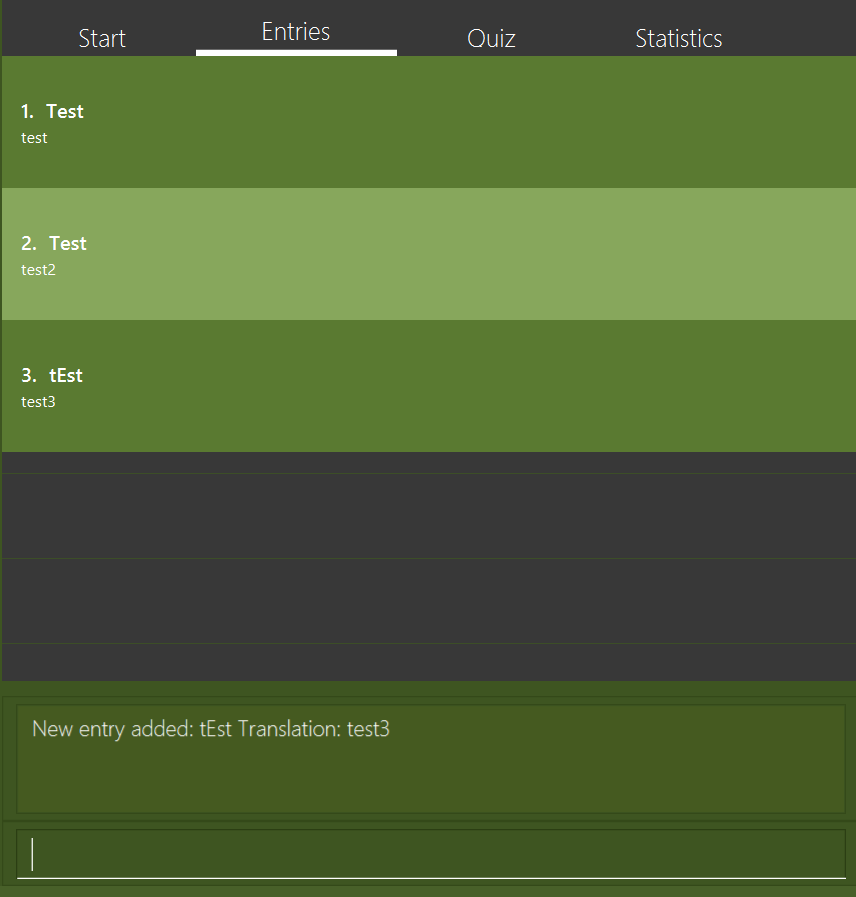 Start Entries Quiz Statistics
1. Test
test
2. Test
test2
3. tEst
test3
New entry added: tEst Translation: test3